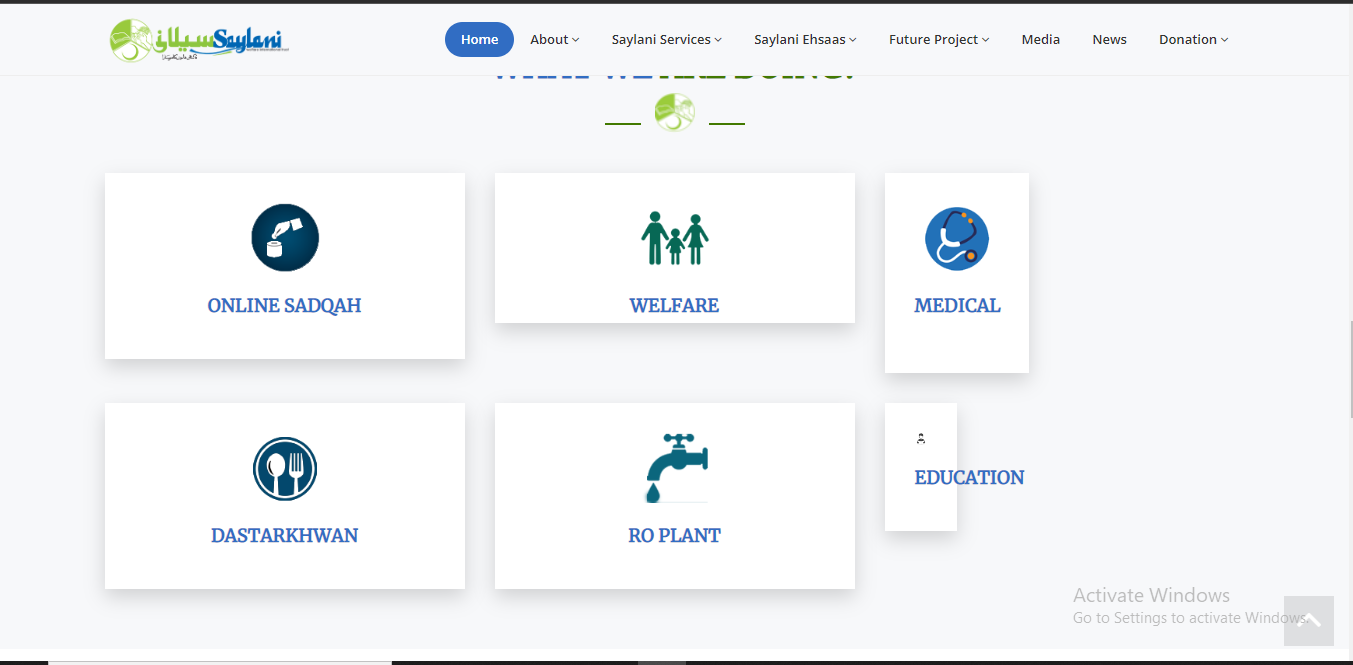 سیلانی Saylani
Home About Saylani Services Saylani Ehsaas Future Project Media News Donation
ONLINE SADQAH WELFARE MEDICAL
EDUCATION
DASTARKHWAN RO PLANT
Activate Windows
Go to Settings to activate Windows.